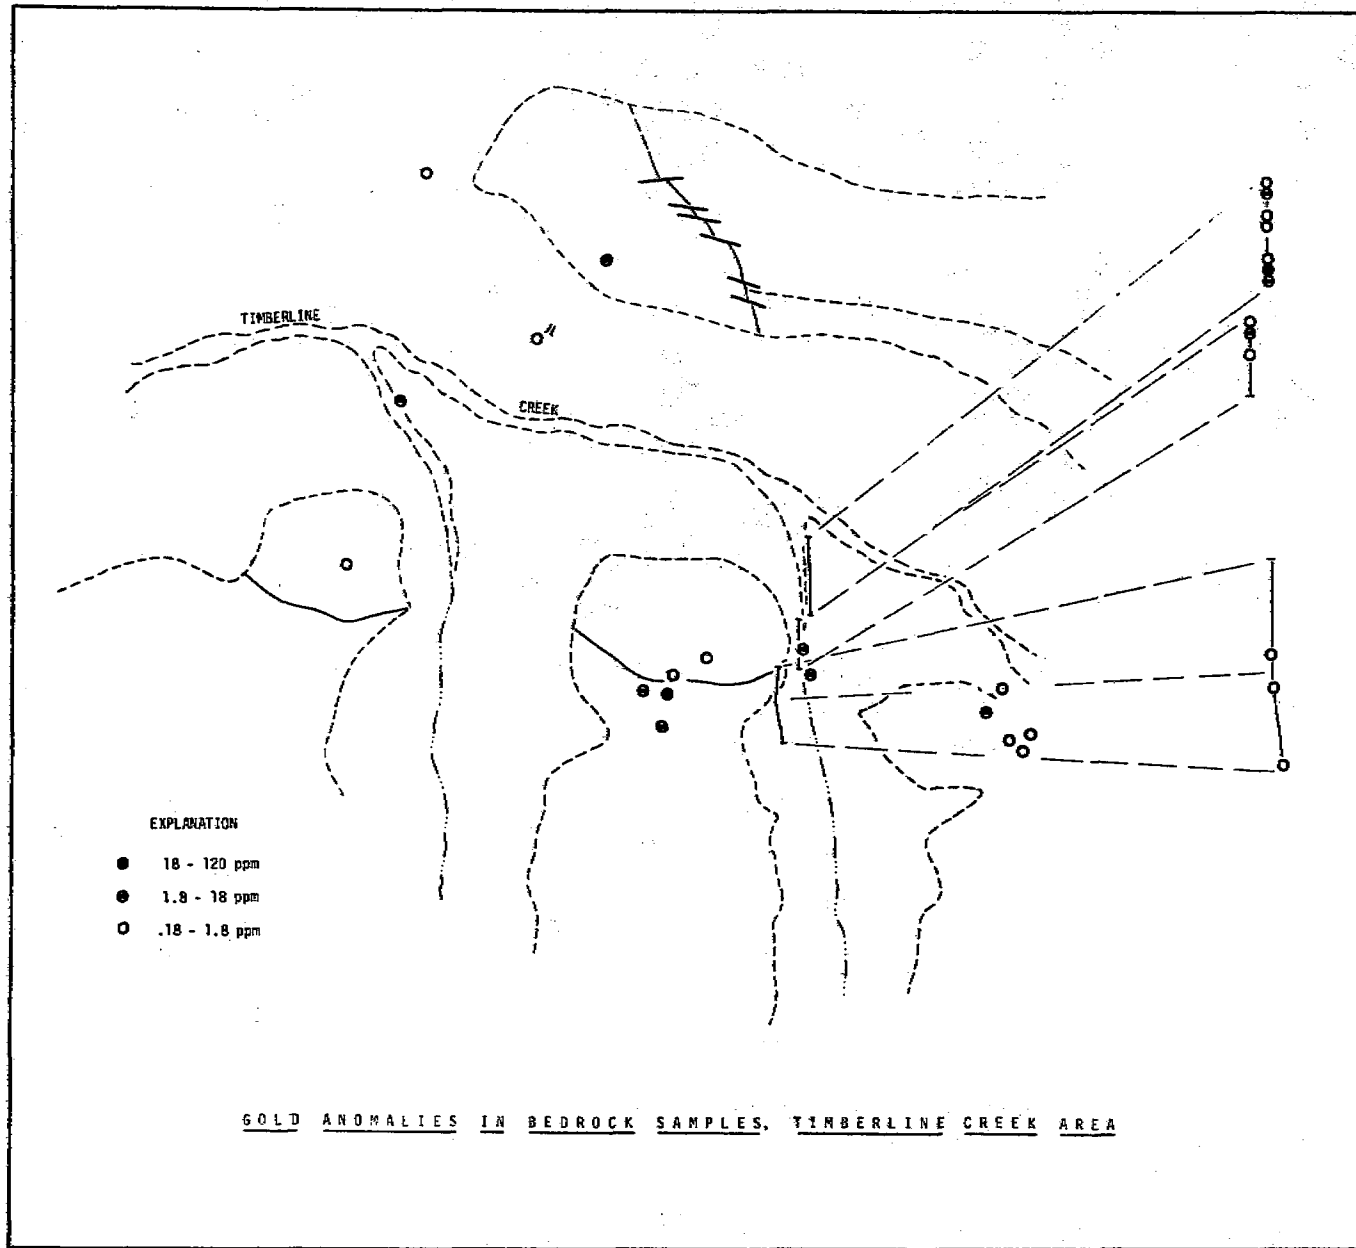 TIMBERLINE
CREEK
EXPLANATION
18 - 120 ppm
1.8 - 18 ppm
.18 - 1.8 ppm
GOLD ANOMALIES IN BEDROCK SAMPLES, TIMBERLINE CREEK AREA